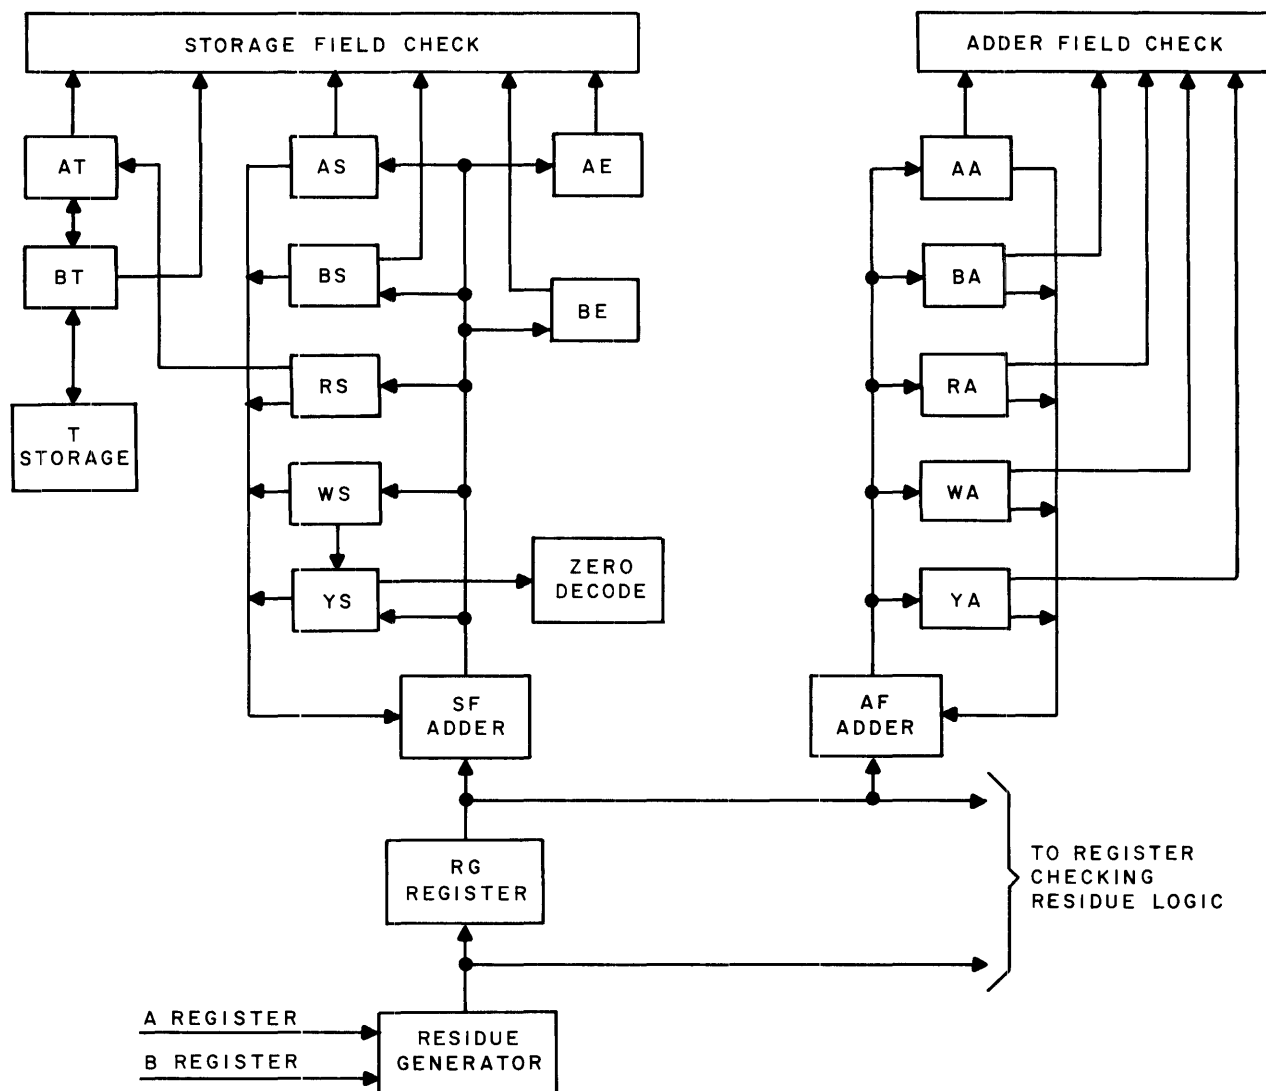 STORAGE FIELD CHECK
ADDER FIELD CHECK
AT
AS
AE
AA
BT
BS
BE
BA
RS
RA
T
STORAGE
WS
WA
ZERO
DECODE
YS
YA
SF
ADDER
AF
ADDER
RG
REGISTER
TO REGISTER
CHECKING
RESIDUE LOGIC
A REGISTER
B REGISTER
RESIDUE
GENERATOR